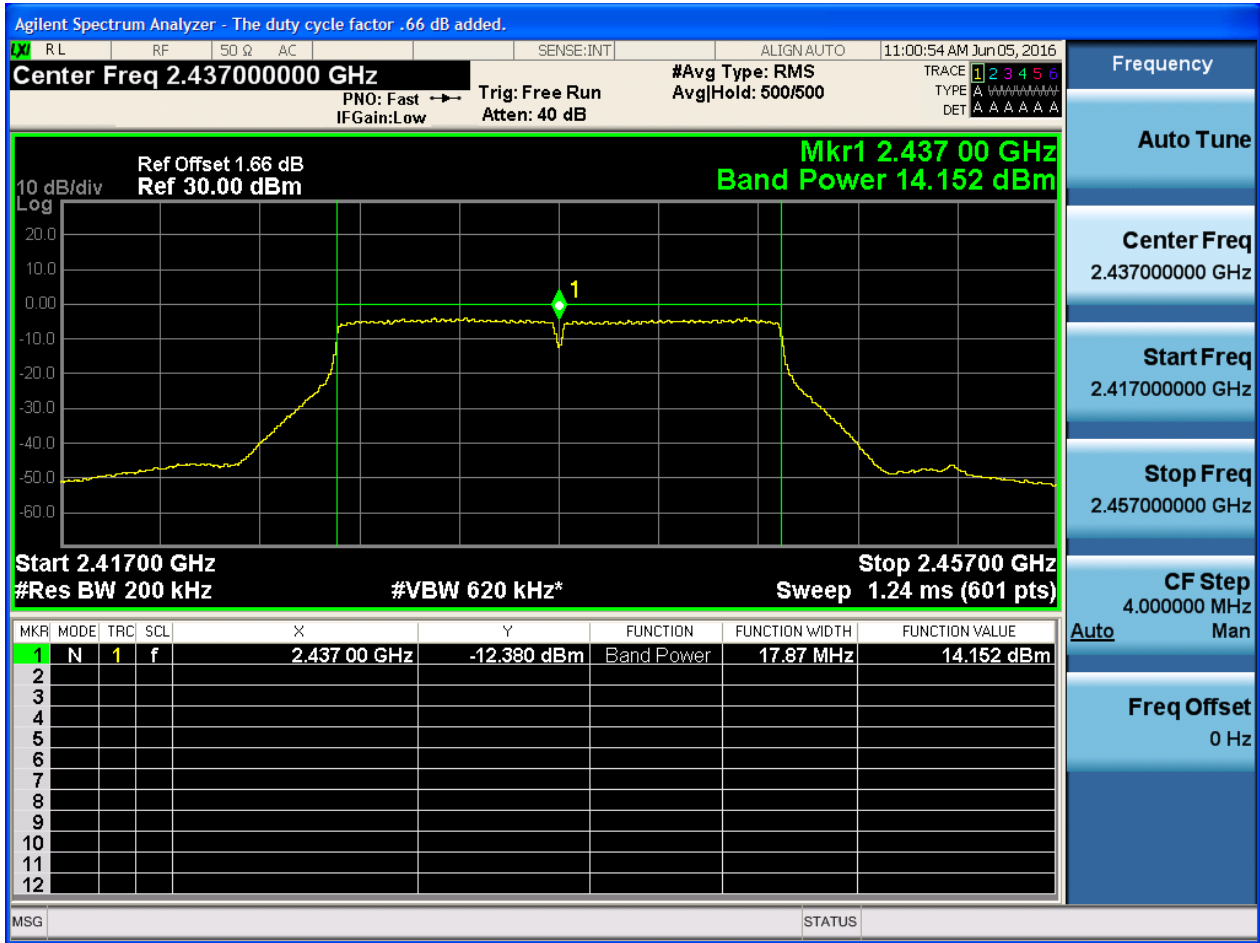 Agilent Spectrum Analyzer - The duty cycle factor .66 dB added.
LXI RL RF 50 Ω AC SENSE:INT ALIGN AUTO 11:00:54 AM Jun 05, 2016
Center Freq 2.437000000 GHz
PNO: Fast
IFGain:Low
Trig: Free Run
Atten: 40 dB
#Avg Type: RMS
Avg|Hold: 500/500
TRACE 1 2 3 4 5 6
TYPE A WWWWWWW
DET A A A A A A
Mkr1 2.437 00 GHz
Band Power 14.152 dBm
Ref Offset 1.66 dB
Ref 30.00 dBm
10 dB/div
Log
20.0
10.0
0.00
-10.0
-20.0
-30.0
-40.0
-50.0
-60.0
1
Start 2.41700 GHz
Stop 2.45700 GHz
#Res BW 200 kHz
#VBW 620 kHz*
Sweep 1.24 ms (601 pts)
MKR MODE TRC SCL X Y FUNCTION FUNCTION WIDTH FUNCTION VALUE
1 N 1 f 2.437 00 GHz -12.380 dBm Band Power 17.87 MHz 14.152 dBm
2
3
4
5
6
7
8
9
10
11
12
MSG STATUS
Frequency
Auto Tune
Center Freq
2.437000000 GHz
Start Freq
2.417000000 GHz
Stop Freq
2.457000000 GHz
CF Step
4.000000 MHz
Auto Man
Freq Offset
0 Hz